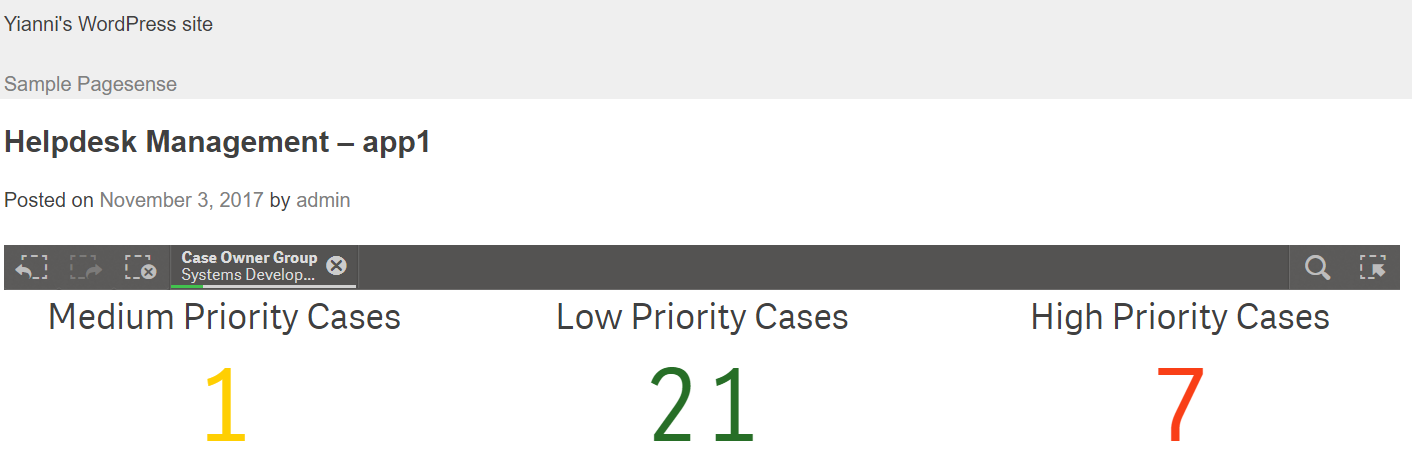 Yianni's WordPress site
Sample Pagesense
Helpdesk Management – app1
Posted on November 3, 2017 by admin
Case Owner Group
Systems Develop...
Medium Priority Cases
Low Priority Cases
High Priority Cases
1
21
7